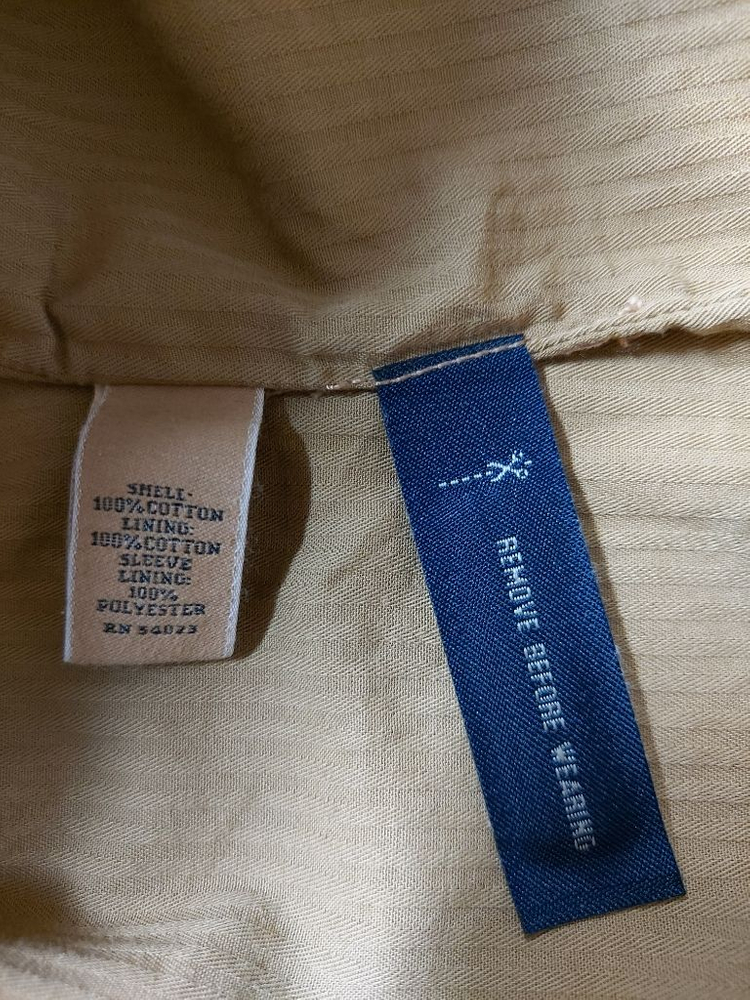 SHELL:
100% COTTON
LINING:
100% COTTON
SLEEVE
LINING:
100%
POLYESTER
RN 54023
REMOVE BEFORE WEARING